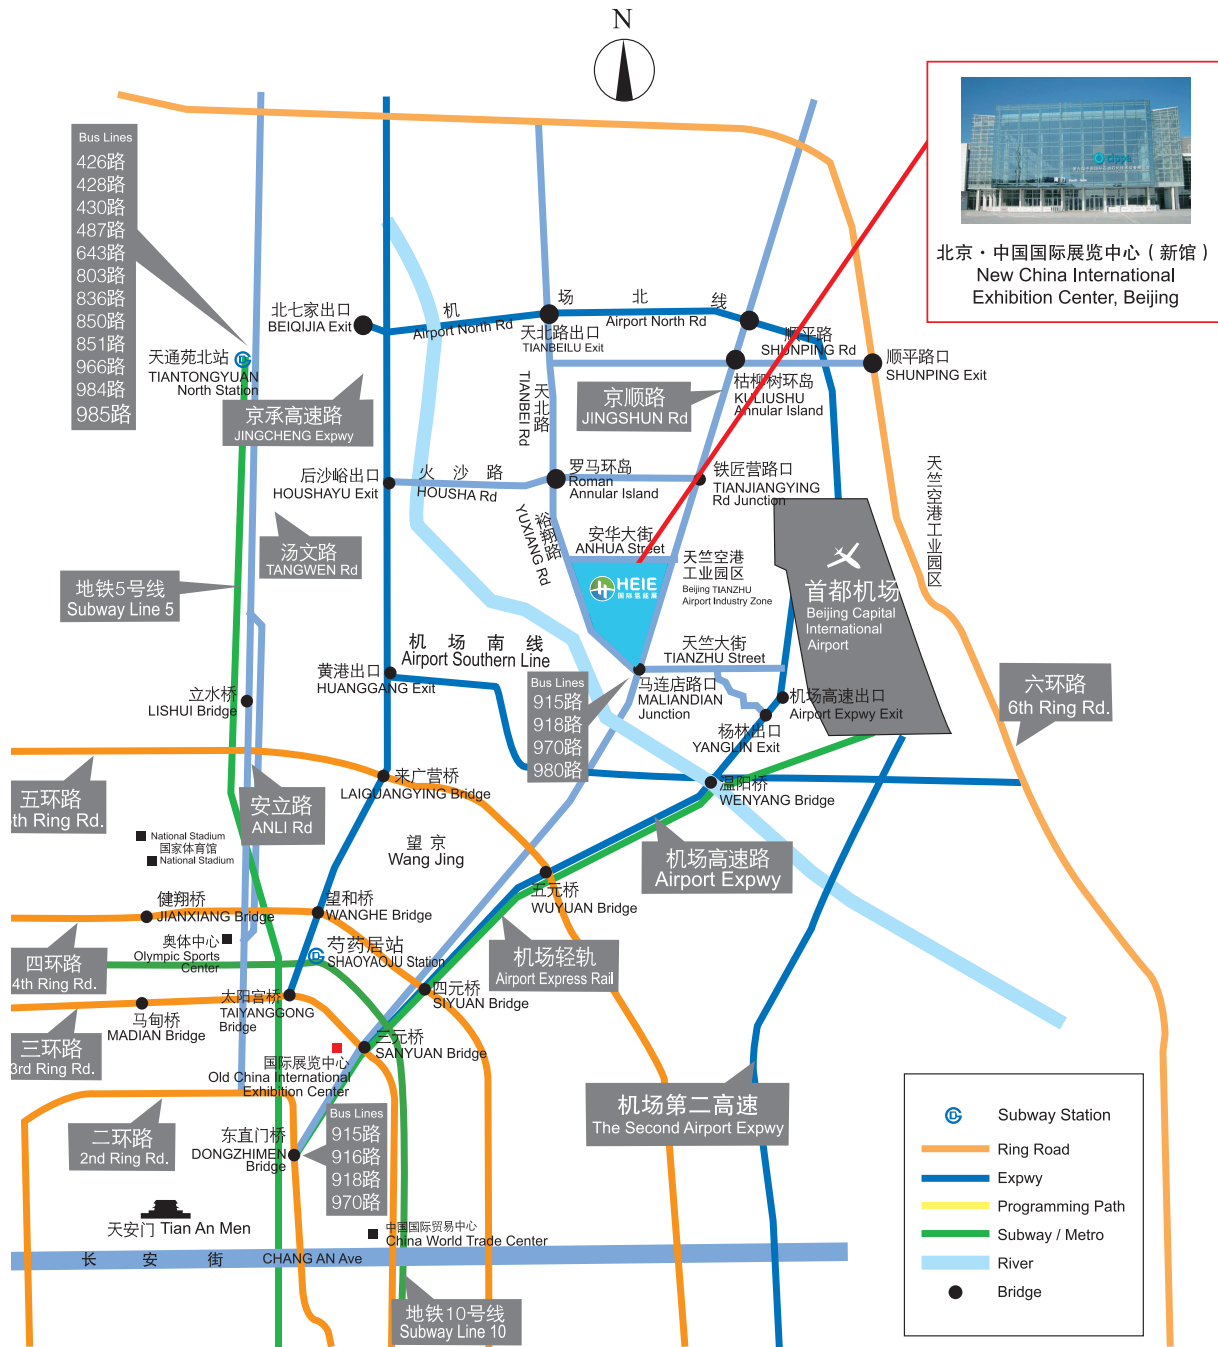 N
Bus Lines
426路
428路
430路
487路
643路
803路
836路
850路
851路
966路
984路
985路
cippe
北京·中国国际展览中心（新馆）
New China International
Exhibition Center, Beijing
北七家出口
BEIQIJIA Exit
机 场 北 线
Airport North Rd
Airport North Rd
天北路出口
TIANBEILU Exit
顺平路
SHUNPING Rd
顺平路口
SHUNPING Exit
天通苑北站
TIANTONGYUAN
North Station
京承高速路
JINGCHENG Expwy
天北路
TIANBEI Rd
京顺路
JINGSHUN Rd
枯柳树环岛
KULIUSHU
Annular Island
后沙峪出口
HOUSHAYU Exit
火 沙 路
HOUSHA Rd
罗马环岛
Roman
Annular Island
铁匠营路口
TIANJIANGYING
Rd Junction
天竺空港工业园区
汤文路
TANGWEN Rd
裕翔路
YUXIANG Rd
安华大街
ANHUA Street
天竺空港
工业园区
Beijing TIANZHU
Airport Industry Zone
HEIE
国际氢能展
首都机场
Beijing Capital
International
Airport
地铁5号线
Subway Line 5
机 场 南 线
Airport Southern Line
天竺大街
TIANZHU Street
黄港出口
HUANGGANG Exit
Bus Lines
915路
918路
970路
980路
马连店路口
MALIANDIAN
Junction
机场高速出口
Airport Expwy Exit
杨林出口
YANGLIN Exit
六环路
6th Ring Rd.
立水桥
LISHUI Bridge
来广营桥
LAIGUANGYING Bridge
温阳桥
WENYANG Bridge
五环路
th Ring Rd.
安立路
ANLI Rd
National Stadium
国家体育馆
National Stadium
望京
Wang Jing
机场高速路
Airport Expwy
健翔桥
JIANXIANG Bridge
望和桥
WANGHE Bridge
五元桥
WUYUAN Bridge
奥体中心
Olympic Sports
Center
芍药居站
SHAOYAOJU Station
机场轻轨
Airport Express Rail
四环路
4th Ring Rd.
太阳宫桥
TAIYANGGONG
Bridge
四元桥
SIYUAN Bridge
马甸桥
MADIAN Bridge
三环路
3rd Ring Rd.
三元桥
SANYUAN Bridge
国际展览中心
Old China International
Exhibition Center
机场第二高速
The Second Airport Expwy
二环路
2nd Ring Rd.
东直门桥
DONGZHIMEN
Bridge
Bus Lines
915路
916路
918路
970路
天安门 Tian An Men
中国国际贸易中心
China World Trade Center
长 安 街 CHANG AN Ave
地铁10号线
Subway Line 10
Subway Station
Ring Road
Expwy
Programming Path
Subway / Metro
River
Bridge